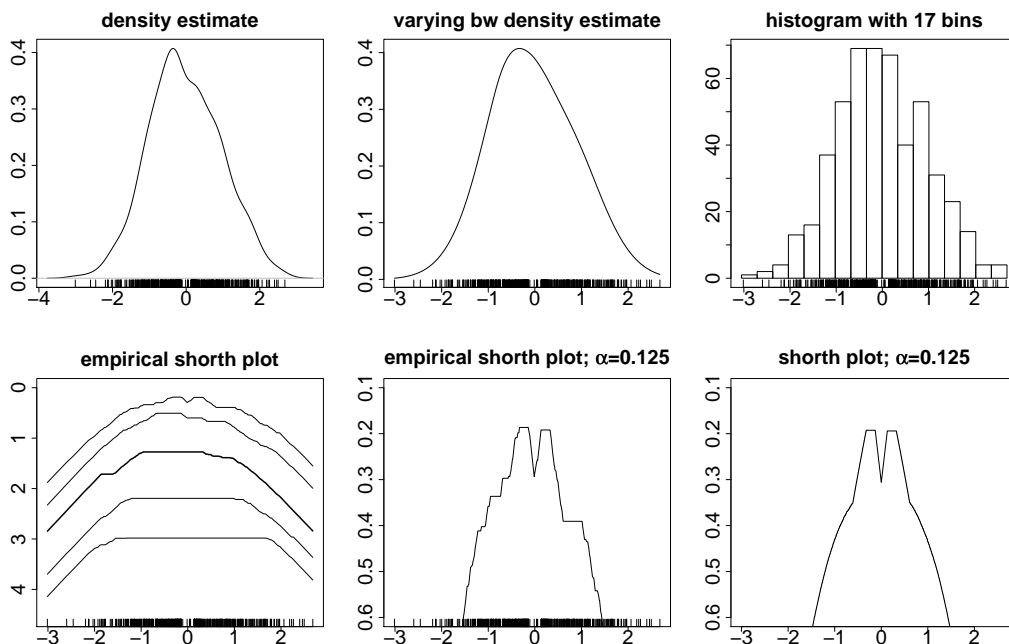 density estimate
varying bw density estimate
histogram with 17 bins
0.0 0.1 0.2 0.3 0.4
−4 −2 0 2
0.0 0.1 0.2 0.3 0.4
−3 −2 −1 0 1 2
0 20 40 60
−3 −2 −1 0 1 2
empirical shorth plot
empirical shorth plot; α=0.125
shorth plot; α=0.125
0 1 2 3 4
−3 −2 −1 0 1 2
0.1 0.2 0.3 0.4 0.5 0.6
−3 −2 −1 0 1 2
0.1 0.2 0.3 0.4 0.5 0.6
−3 −2 −1 0 1 2